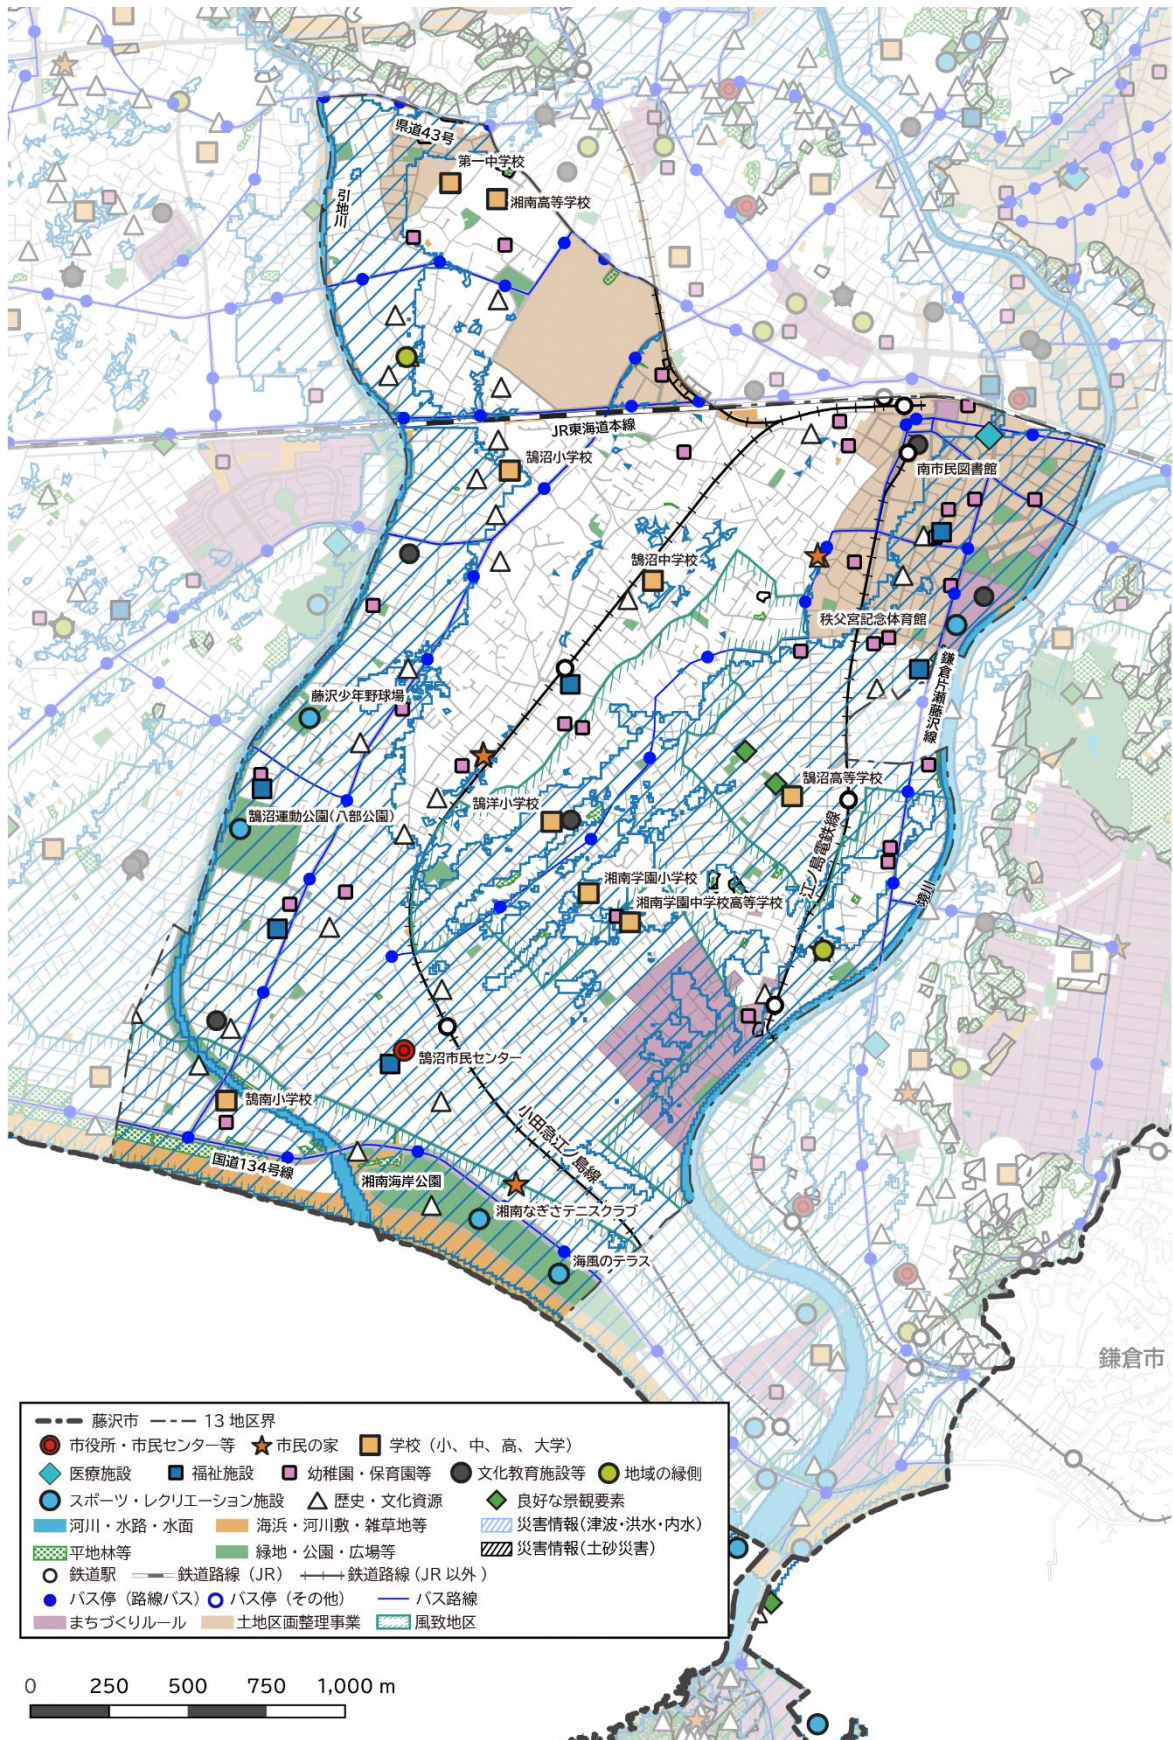 県道43号
第一中学校
引地川
湘南高等学校
JR東海道本線
鵠沼小学校
南市民図書館
鵠沼中学校
秩父宮記念体育館
鎌倉片瀬藤沢線
藤沢少年野球場
鵠沼高等学校
鵠洋小学校
鵠沼運動公園(八部公園)
江ノ島電鉄線
湘南学園小学校
湘南学園中学校高等学校
境川
鵠沼市民センター
鵠南小学校
小田急江ノ島線
国道134号線
湘南海岸公園
湘南なぎさテニスクラブ
海風のテラス
鎌倉市
藤沢市 13地区界
市役所・市民センター等 市民の家 学校(小、中、高、大学)
医療施設 福祉施設 幼稚園・保育園等 文化教育施設等 地域の縁側
スポーツ・レクリエーション施設 歴史・文化資源 良好な景観要素
河川・水路・水面 海浜・河川敷・雑草地等 災害情報(津波・洪水・内水)
平地林等 緑地・公園・広場等 災害情報(土砂災害)
鉄道駅 鉄道路線(JR) 鉄道路線(JR以外)
バス停(路線バス) バス停(その他) バス路線
まちづくりルール 土地区画整理事業 風致地区
0 250 500 750 1,000 m